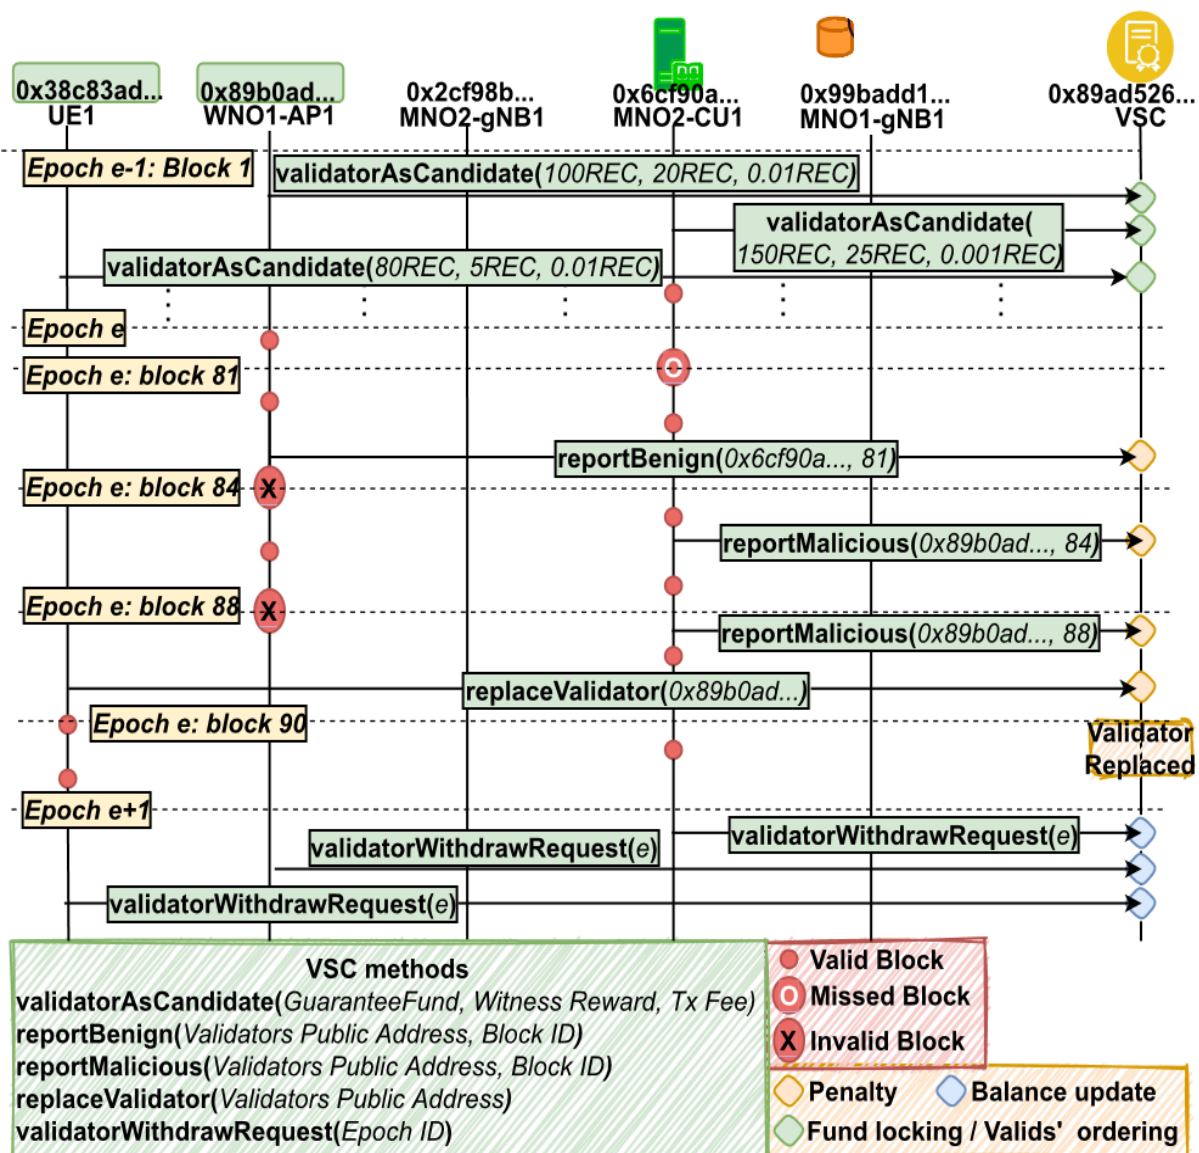 0x38c83ad... 0x89b0ad... 0x2cf98b... 0x6cf90a... 0x99badd1... 0x89ad526...
UE1 WNO1-AP1 MNO2-gNB1 MNO2-CU1 MNO1-gNB1 VSC
Epoch e-1: Block 1
validatorAsCandidate(100REC, 20REC, 0.01REC)
validatorAsCandidate(
150REC, 25REC, 0.001REC)
validatorAsCandidate(80REC, 5REC, 0.01REC)
Epoch e
Epoch e: block 81
O
reportBenign(0x6cf90a..., 81)
Epoch e: block 84
X
reportMalicious(0x89b0ad..., 84)
Epoch e: block 88
X
reportMalicious(0x89b0ad..., 88)
replaceValidator(0x89b0ad...)
Epoch e: block 90
Validator
Replaced
Epoch e+1
validatorWithdrawRequest(e)
validatorWithdrawRequest(e)
validatorWithdrawRequest(e)
VSC methods
validatorAsCandidate(GuaranteeFund, Witness Reward, Tx Fee)
reportBenign(Validators Public Address, Block ID)
reportMalicious(Validators Public Address, Block ID)
replaceValidator(Validators Public Address)
validatorWithdrawRequest(Epoch ID)
Valid Block
O Missed Block
X Invalid Block
Penalty Balance update
Fund locking / Valids' ordering